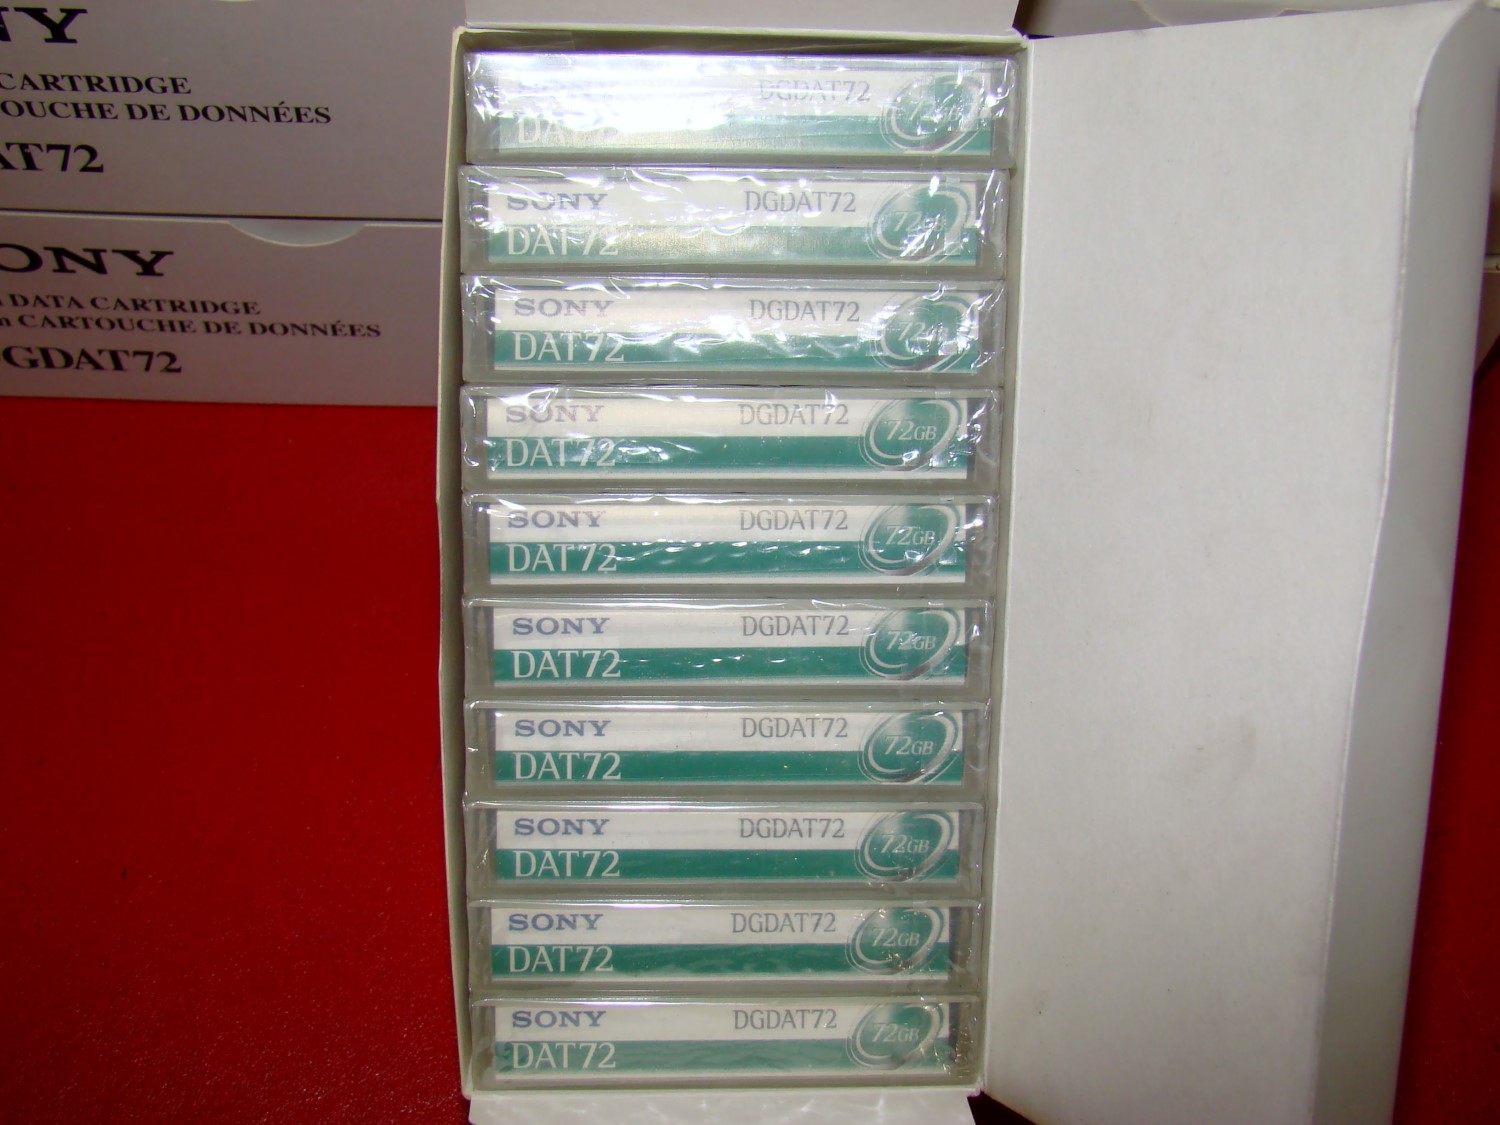 NY
CARTRIDGE
OUCHE DE DONNÉES
AT72
ONY
DATA CARTRIDGE
CARTOUCHE DE DONNÉES
GDAT72
DGDAT72
DAT72
SONY DGDAT72
DAT72 72GB
SONY DGDAT72
DAT72 72GB
SONY DGDAT72
DAT72 72GB
SONY DGDAT72
DAT72 72GB
SONY DGDAT72
DAT72 72GB
SONY DGDAT72
DAT72 72GB
SONY DGDAT72
DAT72 72GB
SONY DGDAT72
DAT72 72GB
SONY DGDAT72
DAT72 72GB